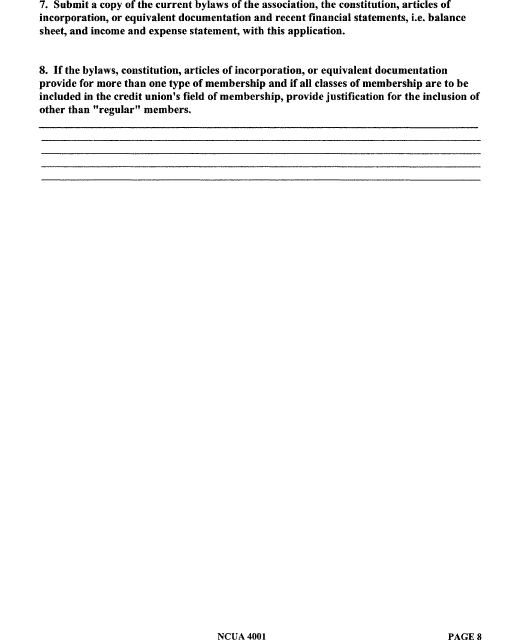 7. Submit a copy of the current bylaws of the association, the constitution, articles of
incorporation, or equivalent documentation and recent financial statements, i.e. balance
sheet, and income and expense statement, with this application.
8. If the bylaws, constitution, articles of incorporation, or equivalent documentation
provide for more than one type of membership and if all classes of membership are to be
included in the credit union's field of membership, provide justification for the inclusion of
other than "regular" members.
NCUA 4001 PAGE 8